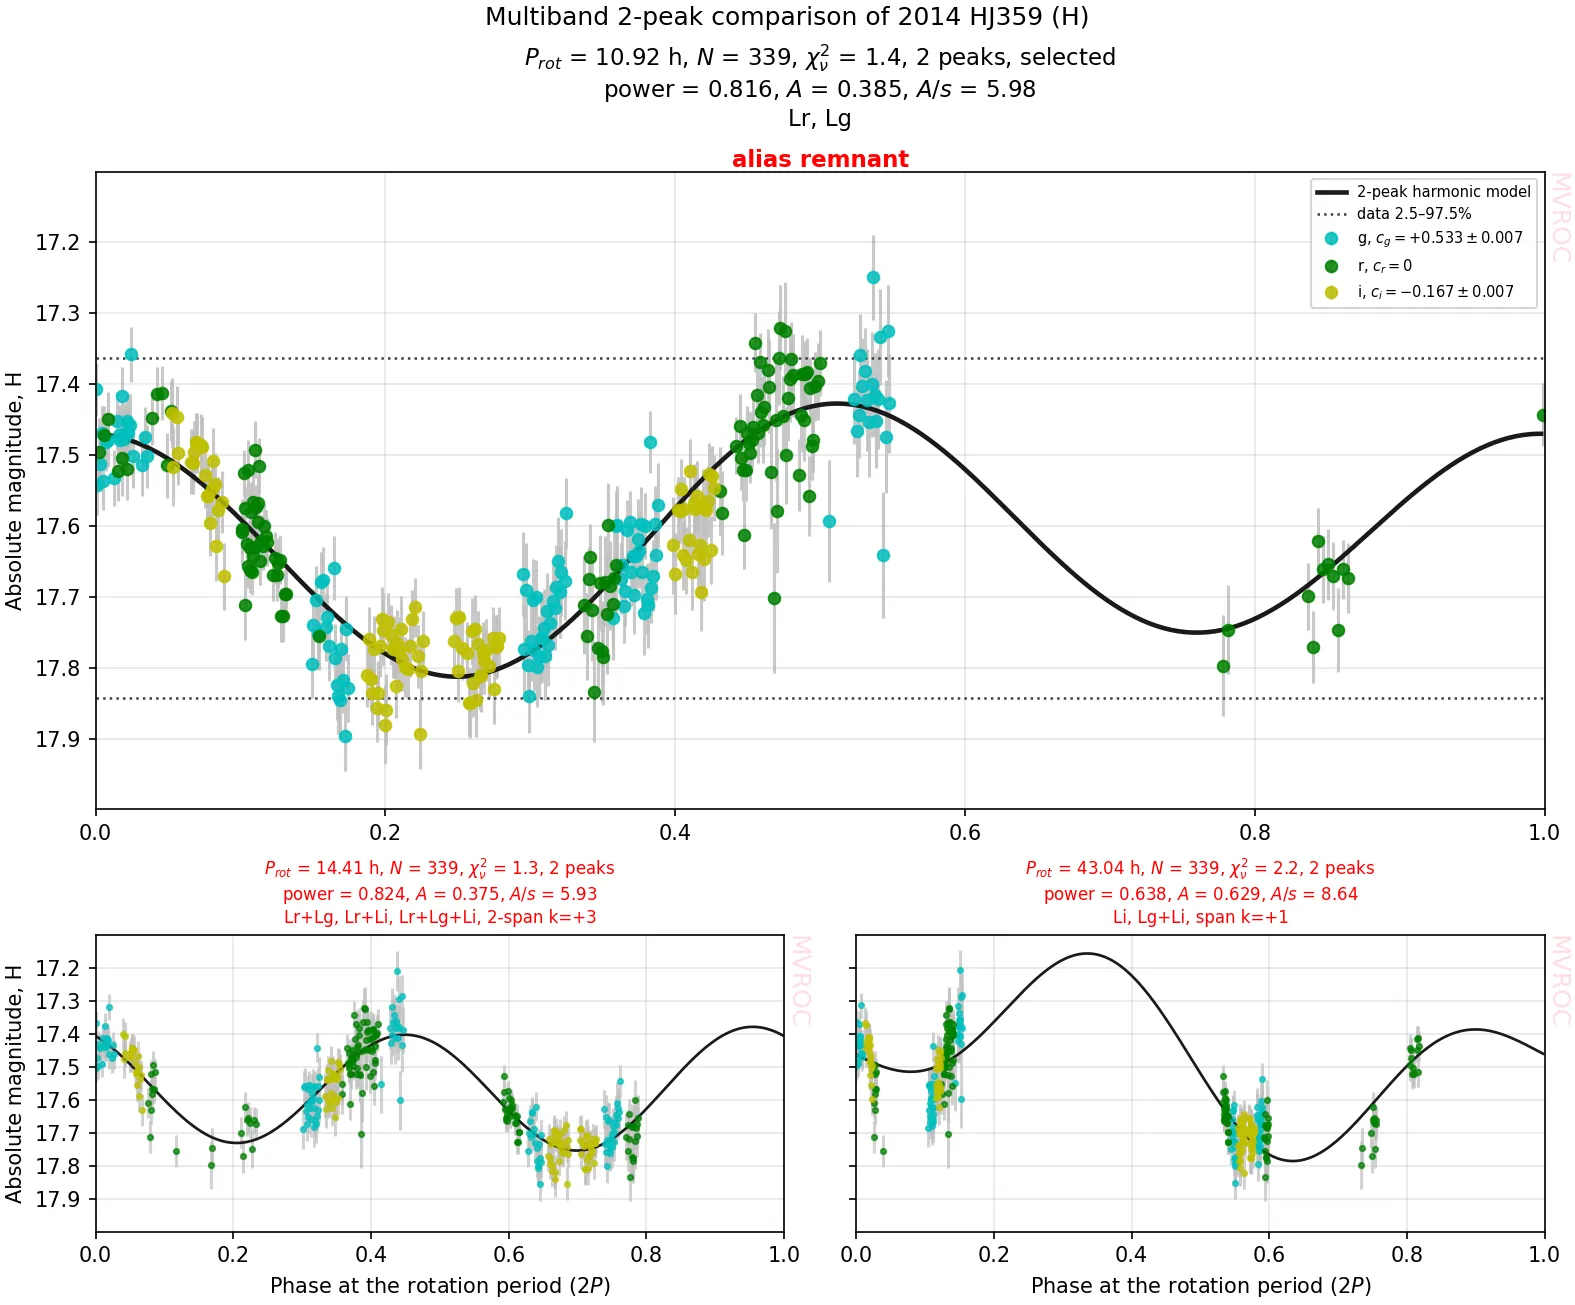 Multiband 2-peak comparison of 2014 HJ359 (H)
P_rot = 10.92 h, N = 339, χ²_ν = 1.4, 2 peaks, selected
power = 0.816, A = 0.385, A/s = 5.98
Lr, Lg
alias remnant
MVROC
2-peak harmonic model
data 2.5–97.5%
g, c_g = +0.533 ± 0.007
r, c_r = 0
i, c_i = −0.167 ± 0.007
Absolute magnitude, H
17.2
17.3
17.4
17.5
17.6
17.7
17.8
17.9
0.0 0.2 0.4 0.6 0.8 1.0
P_rot = 14.41 h, N = 339, χ²_ν = 1.3, 2 peaks
power = 0.824, A = 0.375, A/s = 5.93
Lr+Lg, Lr+Li, Lr+Lg+Li, 2-span k=+3
MVROC
Absolute magnitude, H
17.2
17.3
17.4
17.5
17.6
17.7
17.8
17.9
0.0 0.2 0.4 0.6 0.8 1.0
Phase at the rotation period (2P)
P_rot = 43.04 h, N = 339, χ²_ν = 2.2, 2 peaks
power = 0.638, A = 0.629, A/s = 8.64
Li, Lg+Li, span k=+1
MVROC
0.0 0.2 0.4 0.6 0.8 1.0
Phase at the rotation period (2P)